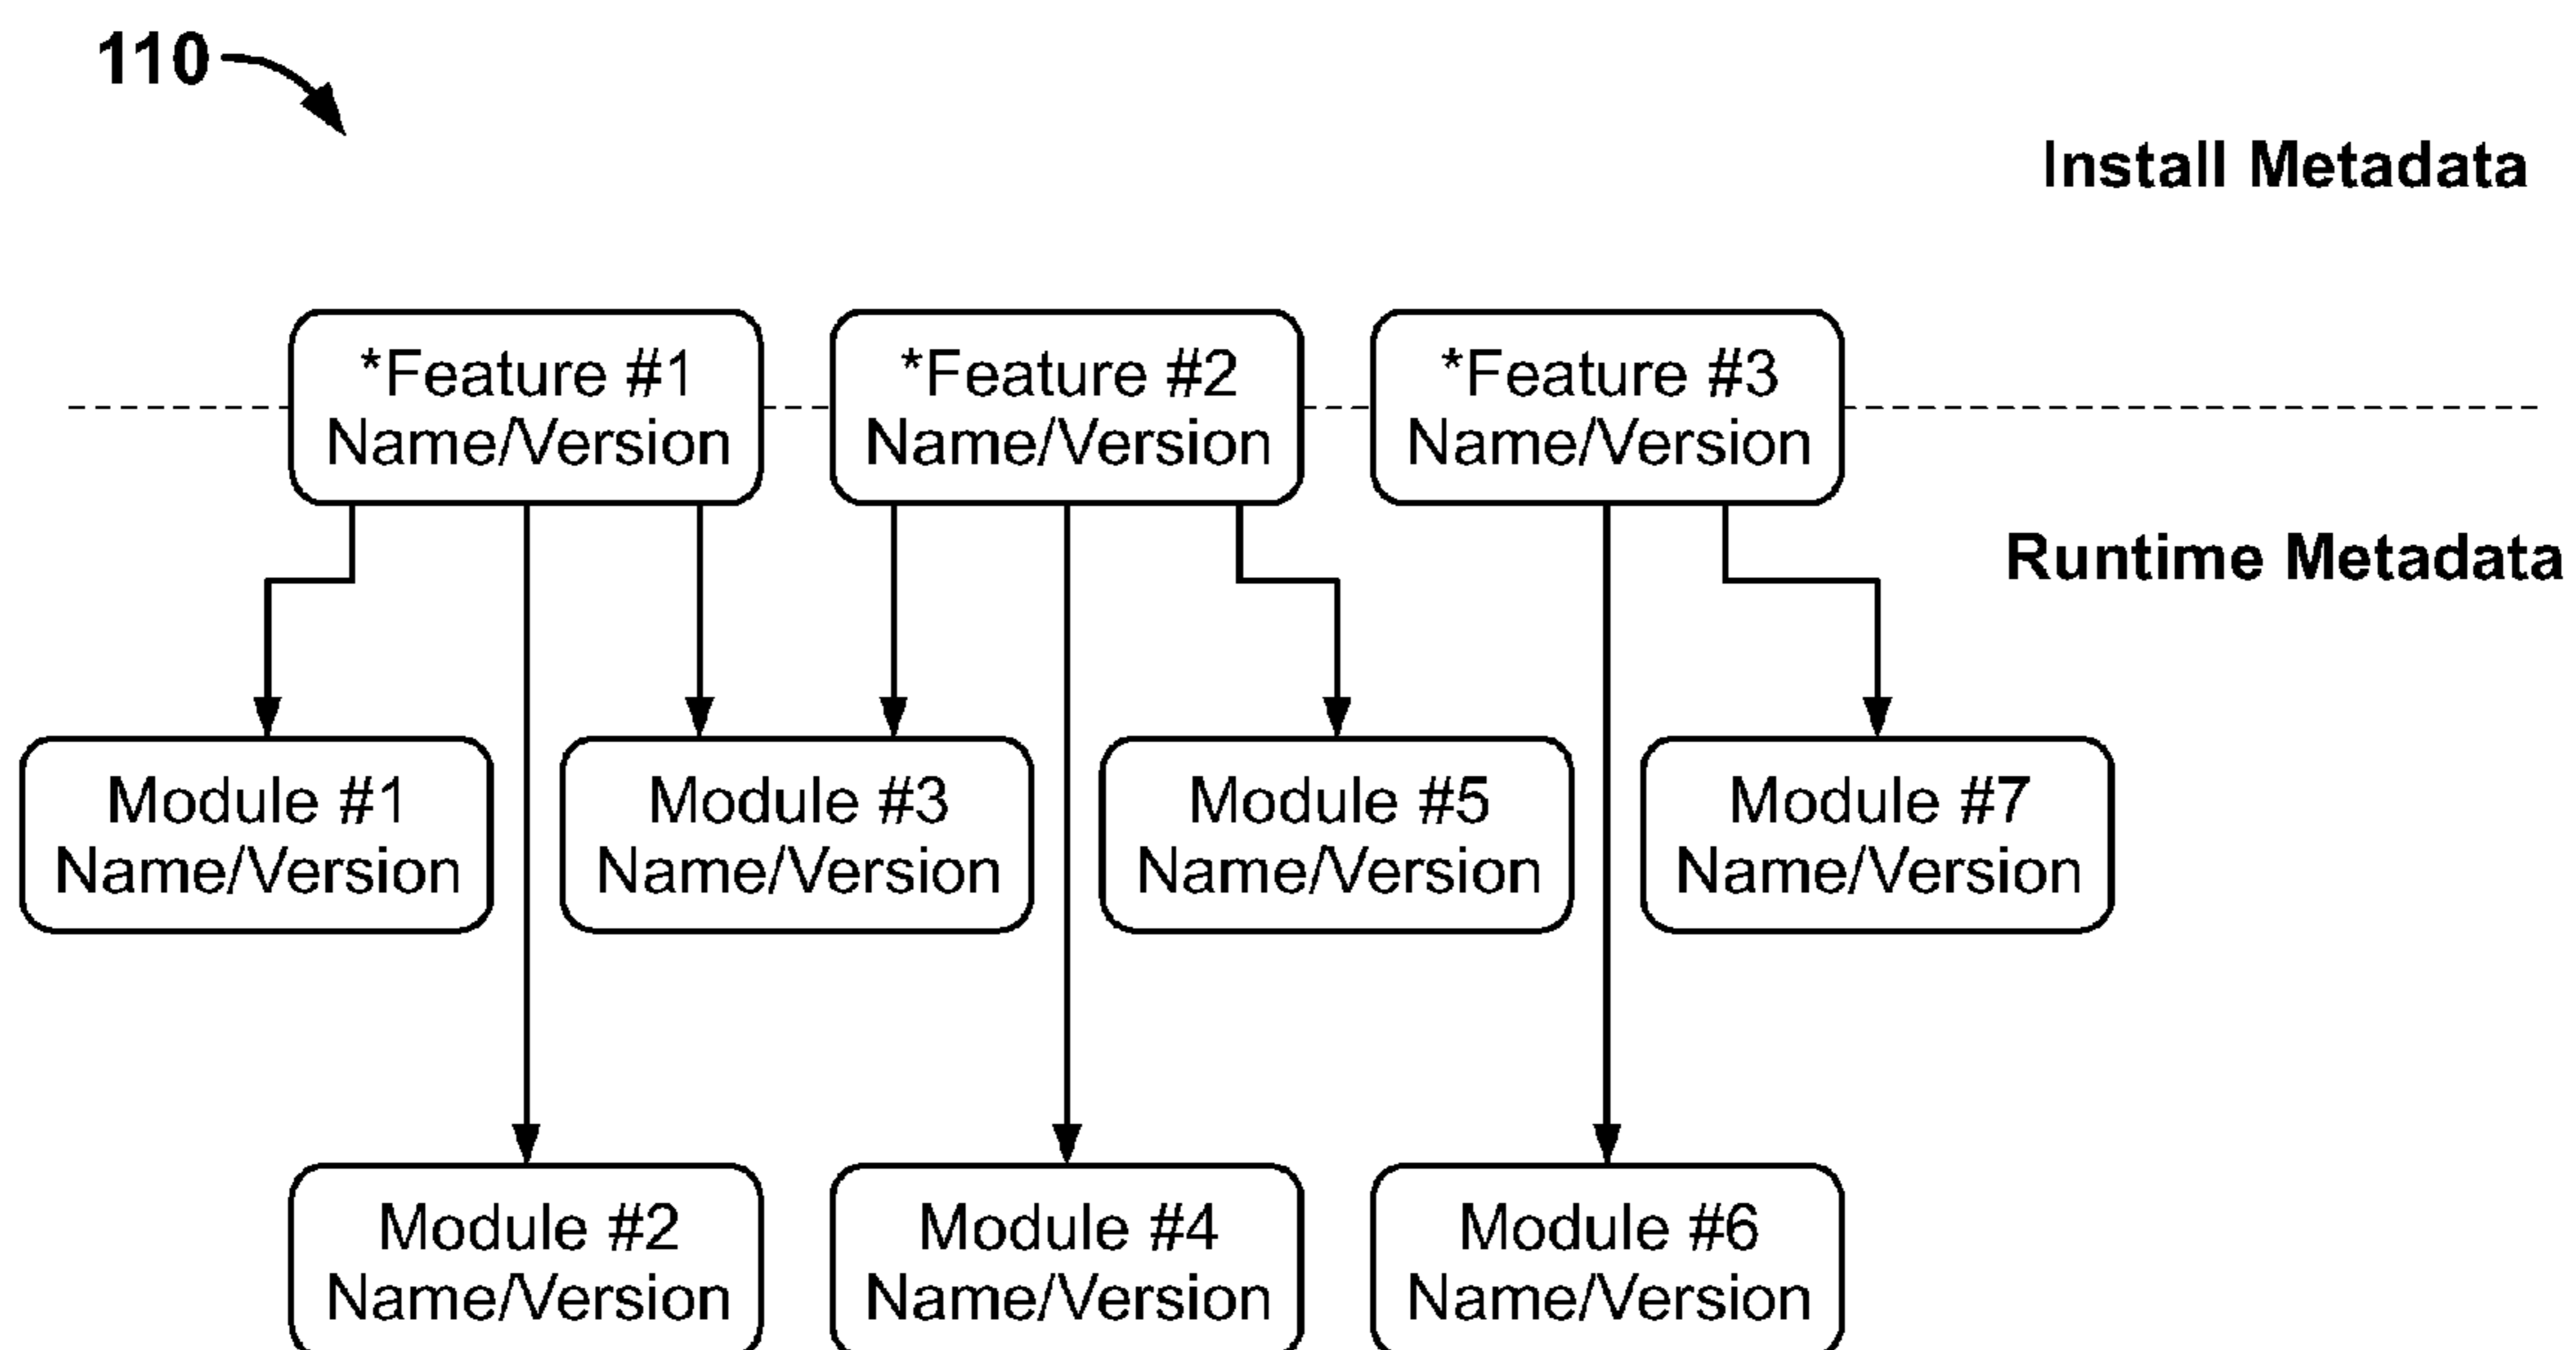 110
Install Metadata
*Feature #1
Name/Version
*Feature #2
Name/Version
*Feature #3
Name/Version
Runtime Metadata
Module #1
Name/Version
Module #3
Name/Version
Module #5
Name/Version
Module #7
Name/Version
Module #2
Name/Version
Module #4
Name/Version
Module #6
Name/Version